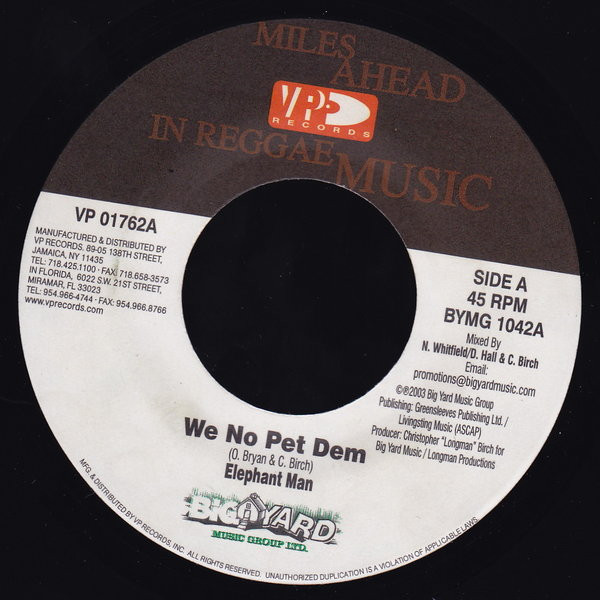 MILES
AHEAD
VP
RECORDS
IN REGGAE
MUSIC
VP 01762A
MANUFACTURED & DISTRIBUTED BY
VP RECORDS. 89-05 138TH STREET,
JAMAICA, NY 11435
TEL: 718.425.1100 · FAX: 718.658-3573
IN FLORIDA, 6022 S.W. 21ST STREET,
MIRAMAR, FL 33023
TEL: 954.966-4744 · FAX: 954.966.8766
www.vprecords.com
SIDE A
45 RPM
BYMG 1042A
Mixed By
N. Whitfield/D. Hall & C. Birch
Email:
promotions@bigyardmusic.com
©℗2003 Big Yard Music Group
Publishing: Greensleeves Publishing Ltd. /
Livingsting Music (ASCAP)
Producer: Christopher "Longman" Birch for
Big Yard Music / Longman Productions
We No Pet Dem
(O. Bryan & C. Birch)
Elephant Man
BIG YARD
MUSIC GROUP LTD.
MFG. & DISTRIBUTED BY VP RECORDS, INC. ALL RIGHTS RESERVED. UNAUTHORIZED DUPLICATION IS A VIOLATION OF APPLICABLE LAWS.